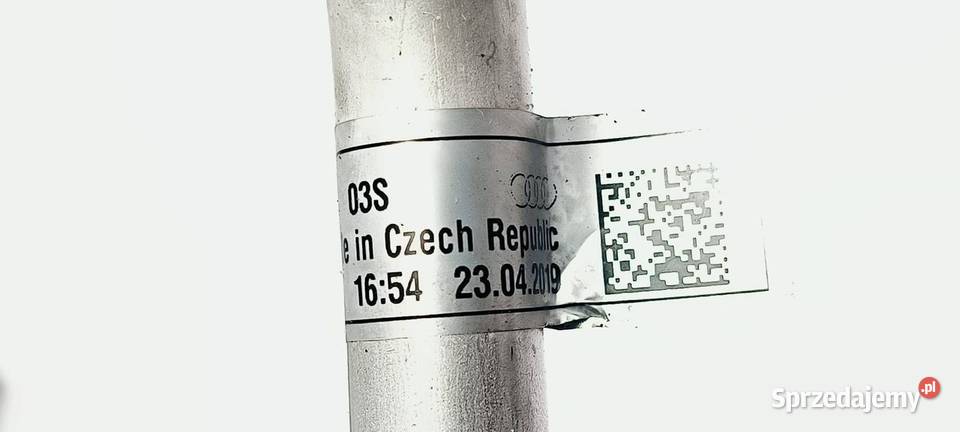 03S
e in Czech Republic
16:54 23.04.2019
Sprzedajemy.pl